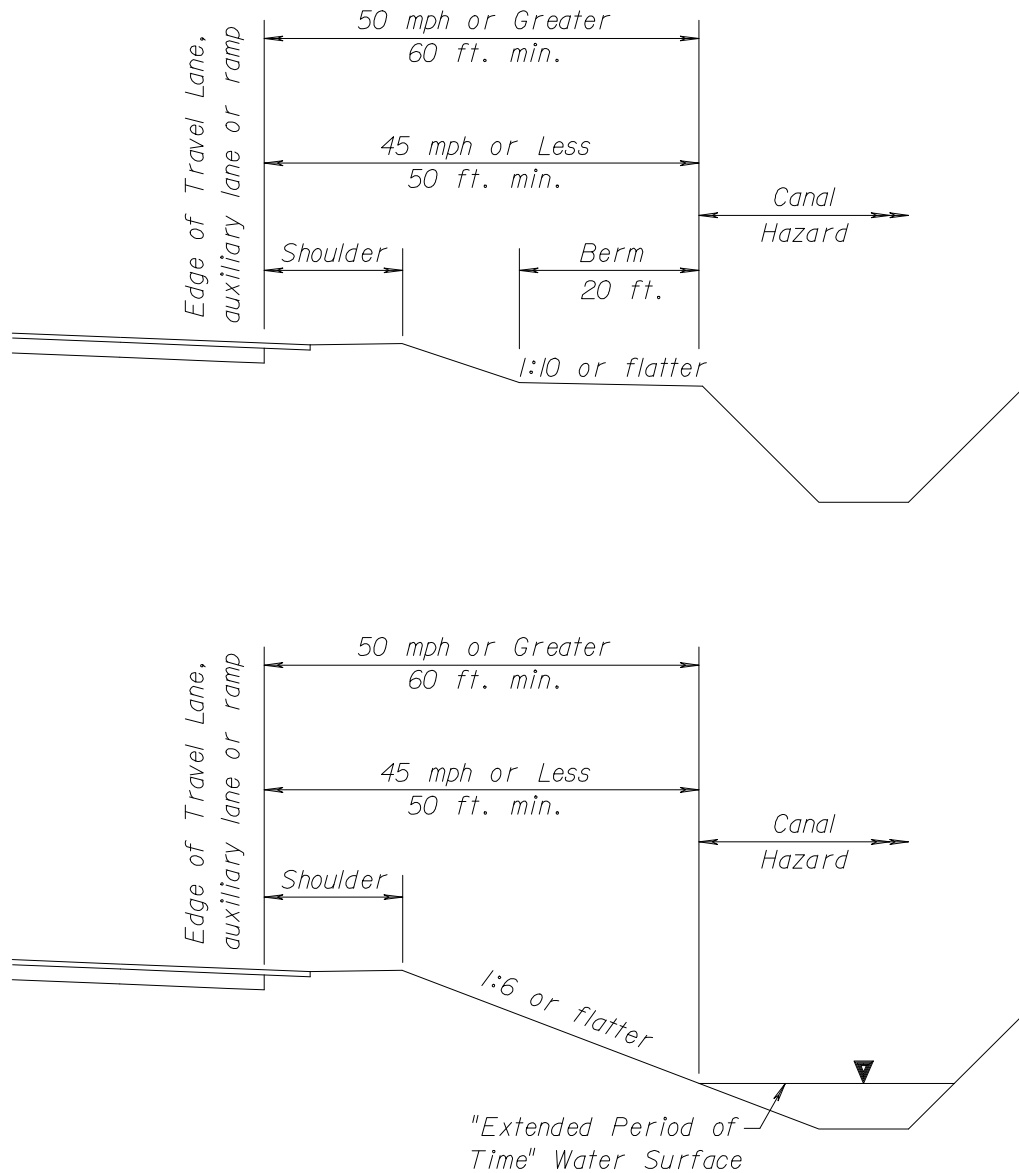 50 mph or Greater
60 ft. min.
Edge of Travel Lane,
auxiliary lane or ramp
45 mph or Less
50 ft. min.
Canal
Hazard
Shoulder
Berm
20 ft.
1:10 or flatter
50 mph or Greater
60 ft. min.
Edge of Travel Lane,
auxiliary lane or ramp
45 mph or Less
50 ft. min.
Canal
Hazard
Shoulder
1:6 or flatter
"Extended Period of
Time" Water Surface